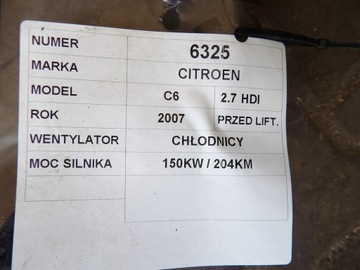 NUMER 6325
MARKA CITROEN
MODEL C6 2.7 HDI
ROK 2007 PRZED LIFT.
WENTYLATOR CHŁODNICY
MOC SILNIKA 150KW / 204KM